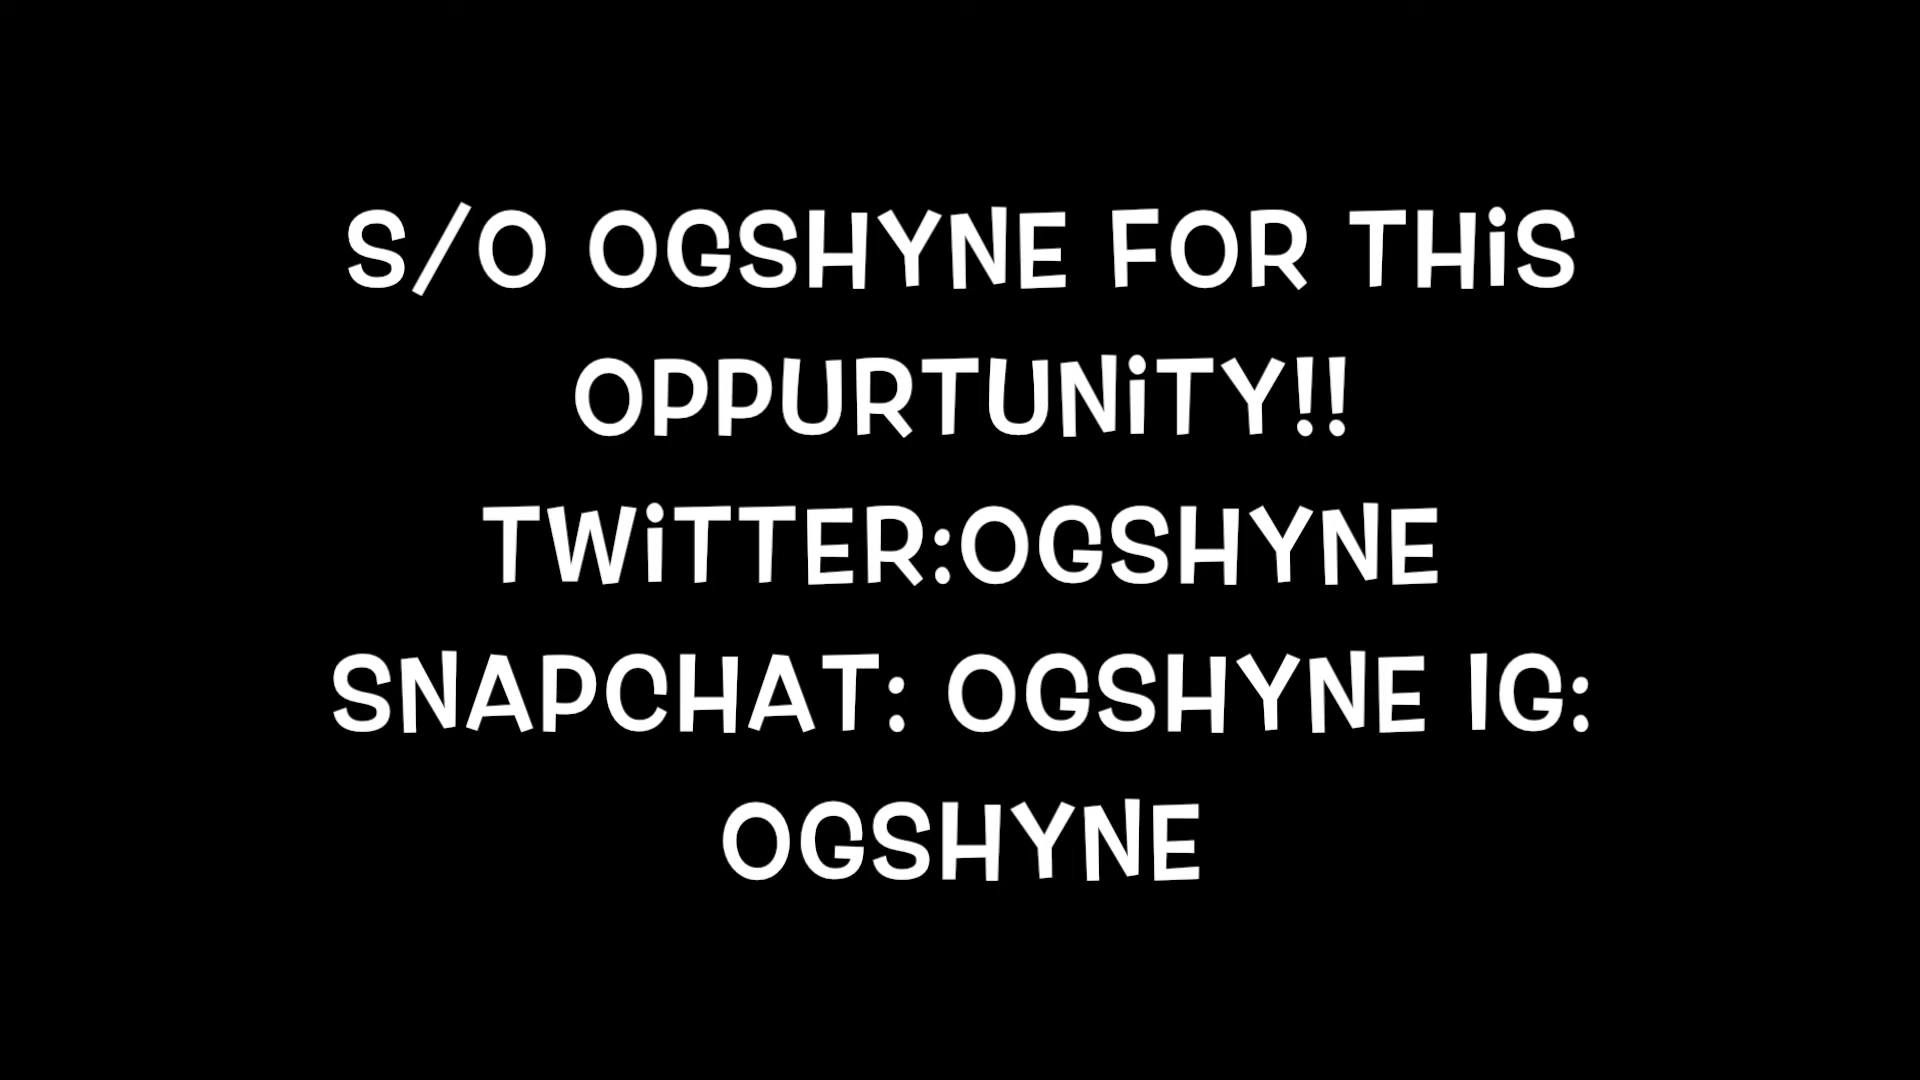 S/O OGSHYNE FOR THiS
OPPURTUNiTY!!
TWiTTER:OGSHYNE
SNAPCHAT: OGSHYNE IG:
OGSHYNE